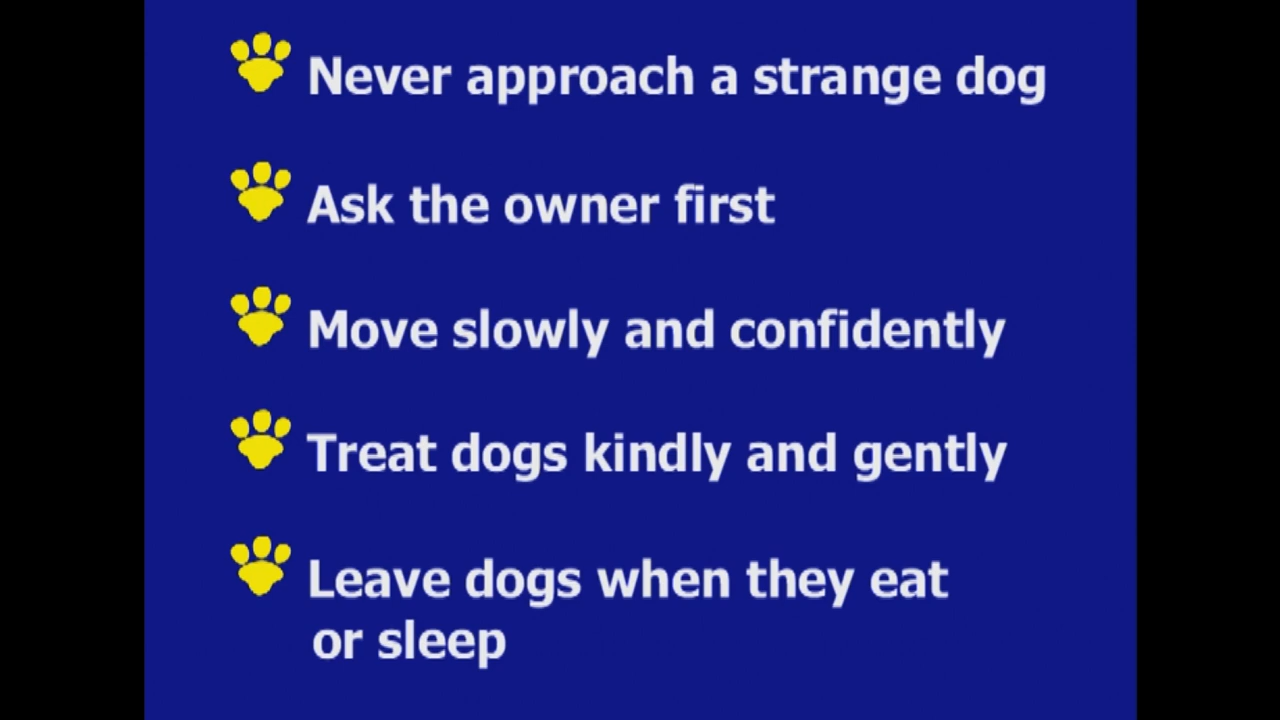 Never approach a strange dog
Ask the owner first
Move slowly and confidently
Treat dogs kindly and gently
Leave dogs when they eat
or sleep